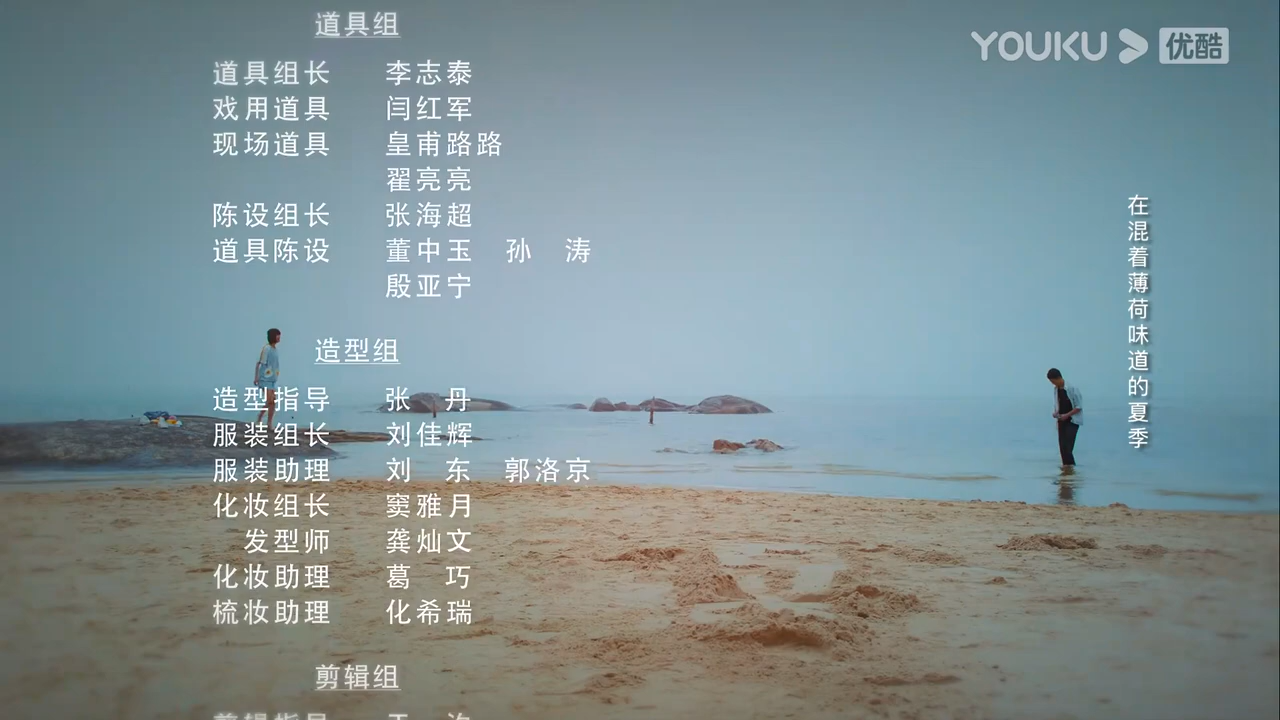 道具组
YOUKU 优酷
道具组长 李志泰
戏用道具 闫红军
现场道具 皇甫路路
翟亮亮
陈设组长 张海超
道具陈设 董中玉 孙 涛
殷亚宁
造型组
造型指导 张 丹
服装组长 刘佳辉
服装助理 刘 东 郭洛京
化妆组长 窦雅月
发型师 龚灿文
化妆助理 葛 巧
梳妆助理 化希瑞
剪辑组
在混着薄荷味道的夏季